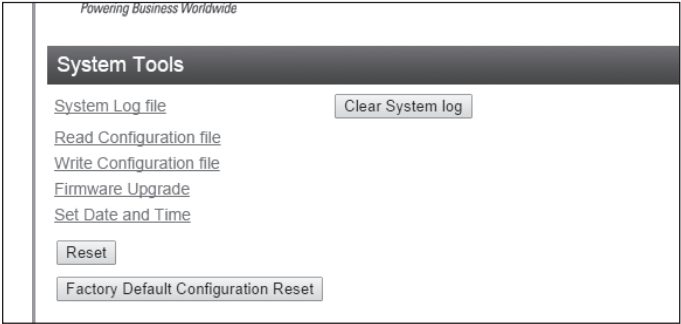 Powering Business Worldwide
System Tools
System Log file Clear System log
Read Configuration file
Write Configuration file
Firmware Upgrade
Set Date and Time
Reset
Factory Default Configuration Reset